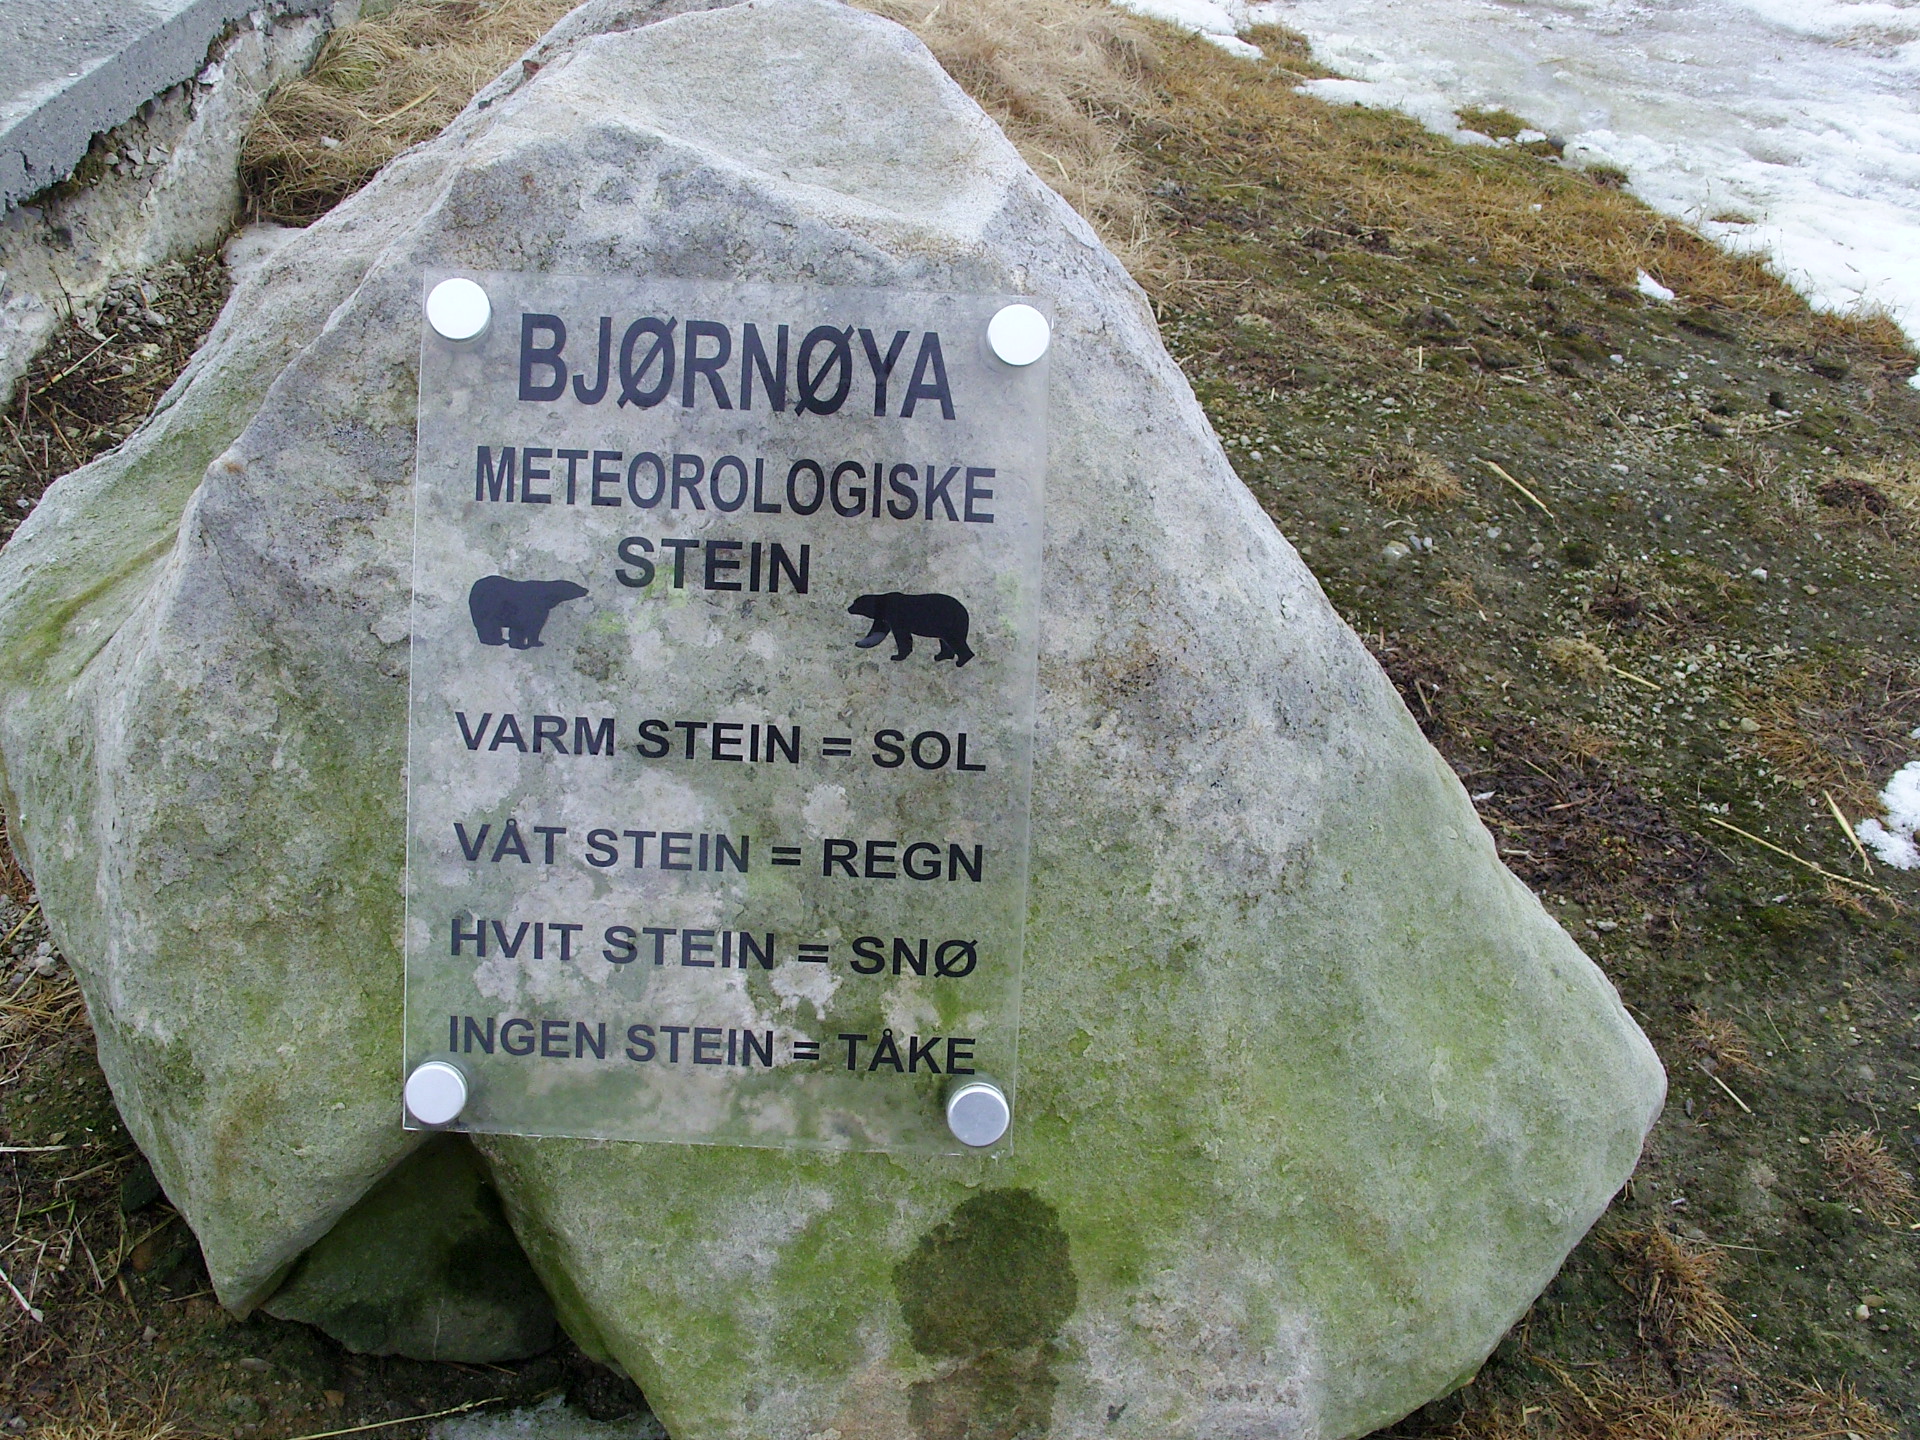 BJØRNØYA
METEOROLOGISKE
STEIN
VARM STEIN = SOL
VÅT STEIN = REGN
HVIT STEIN = SNØ
INGEN STEIN = TÅKE